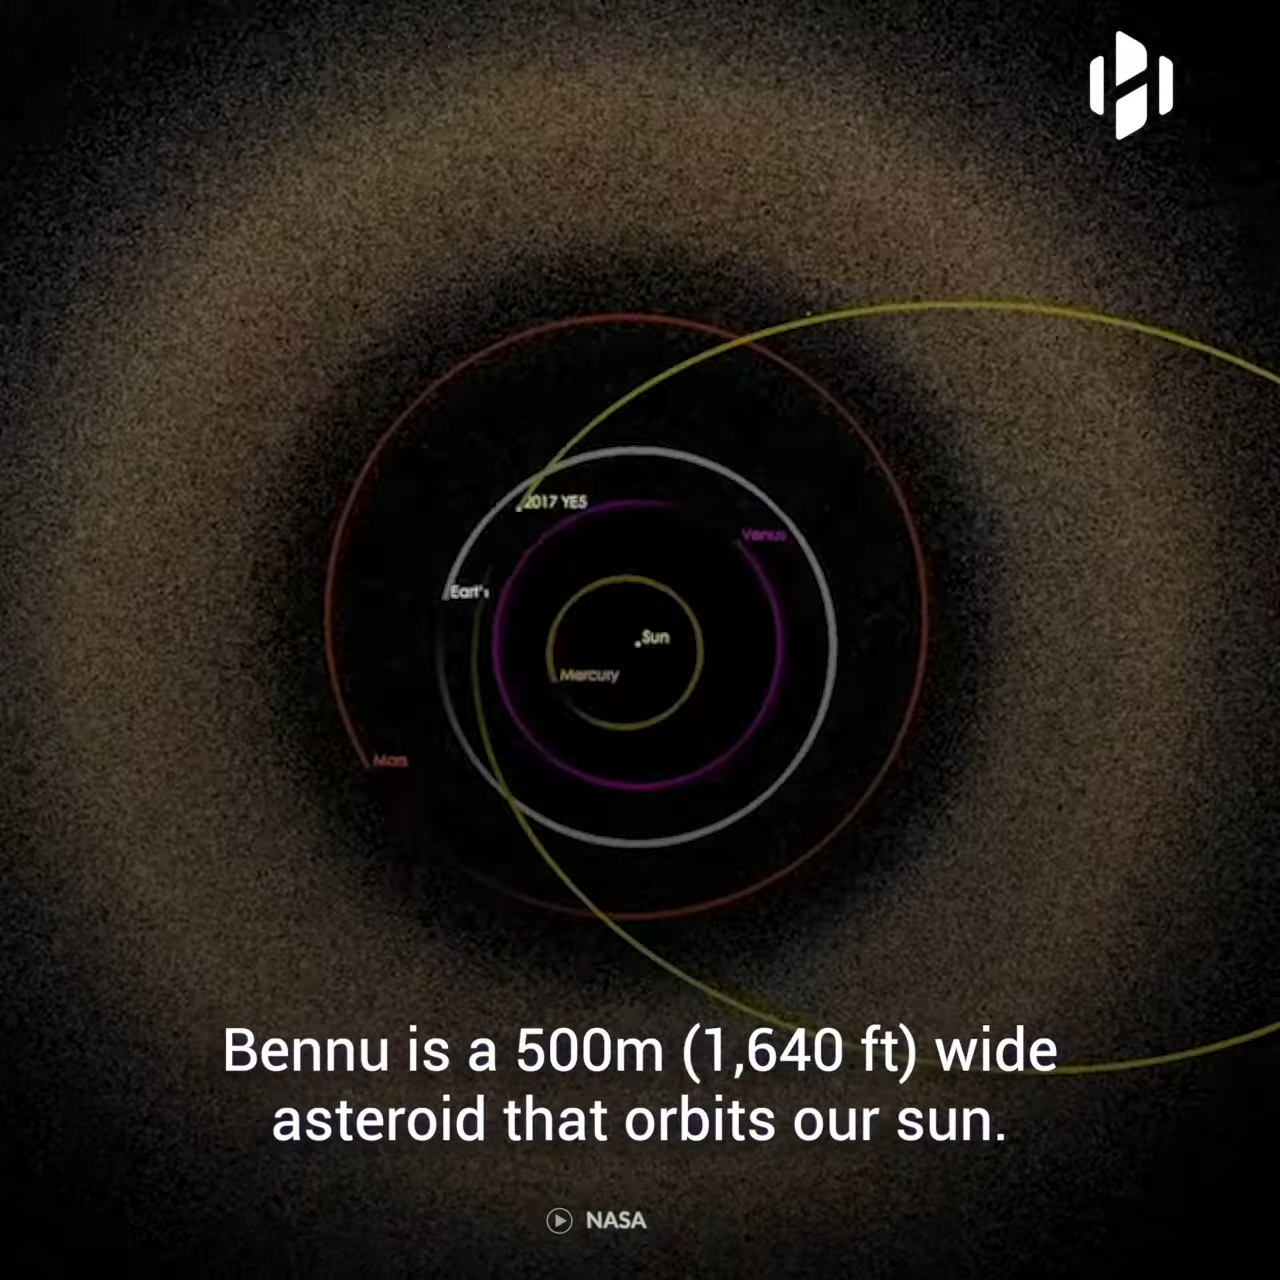 2017 YE5
Venus
Earth
Sun
Mercury
Mars
Bennu is a 500m (1,640 ft) wide
asteroid that orbits our sun.
NASA